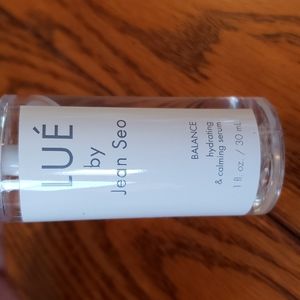 LUÉ
by
Jean Seo
BALANCE
hydrating
& calming serum
1 fl. oz. / 30 mL